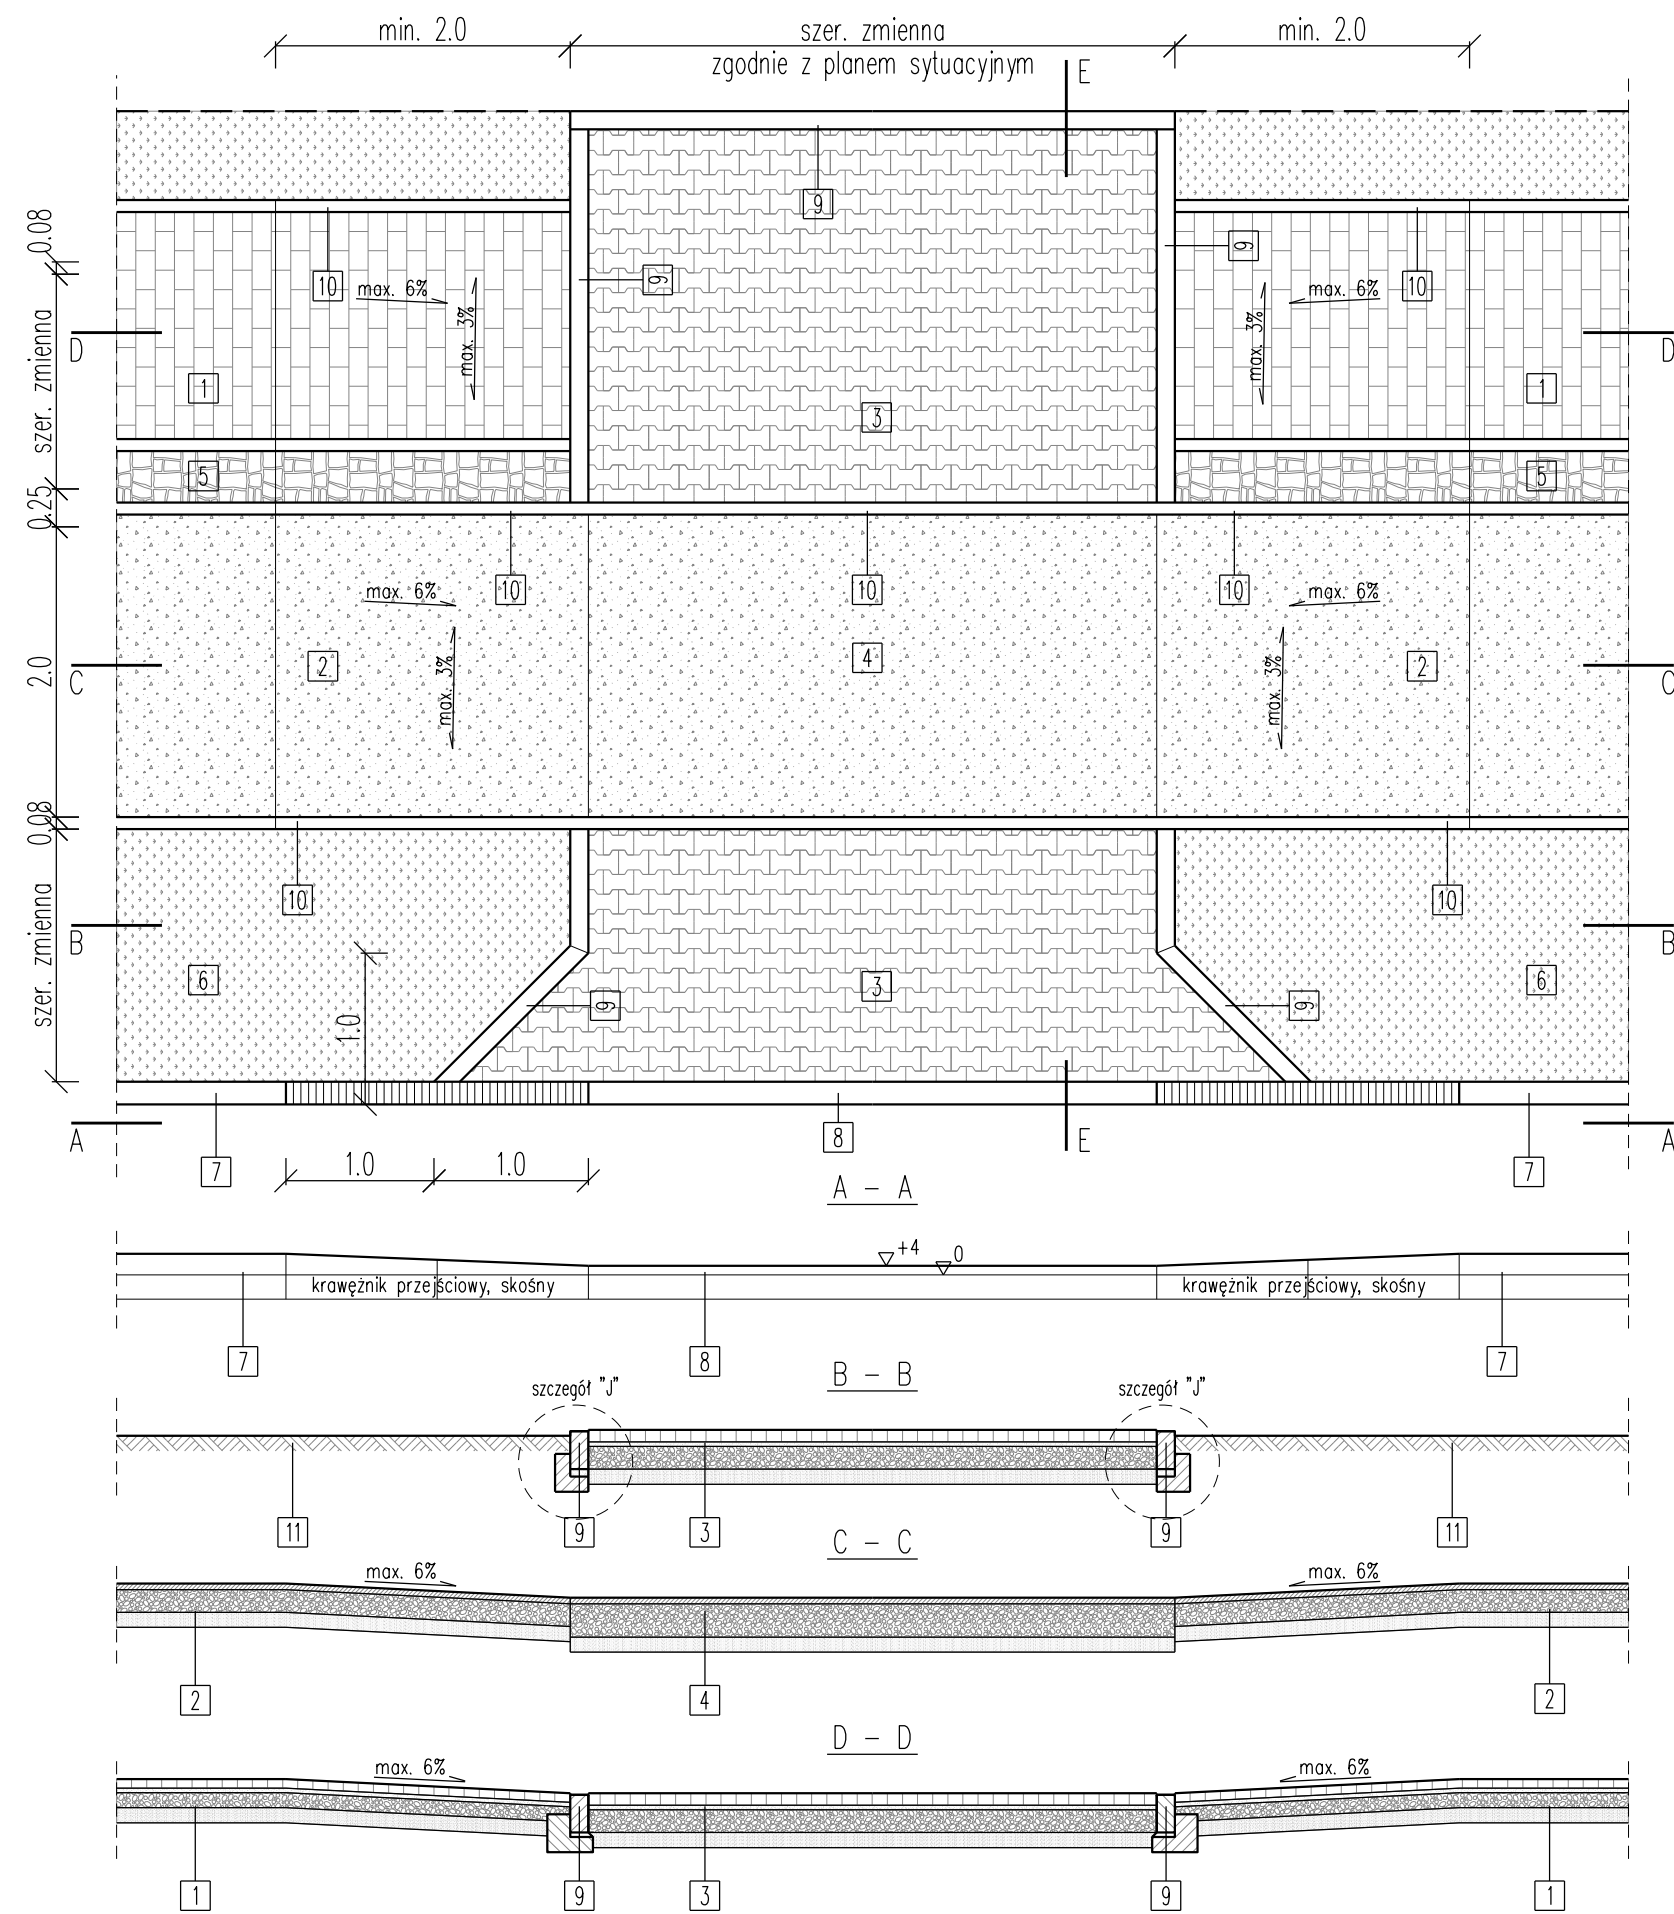 min. 2.0
szer. zmienna
min. 2.0
zgodnie z planem sytuacyjnym
E
9
0.08
9
9
10
10
max. 6%
max. 6%
max. 3%
max. 3%
szer. zmienna
D
D
1
1
3
5
5
0.25
10
10
10
max. 6%
max. 6%
2.0
C
C
2
4
2
max. 3%
max. 3%
0.08
10
10
szer. zmienna
B
B
6
3
6
9
9
1.0
A
A
8
E
7
7
1.0
1.0
A - A
+4
0
krawężnik przejściowy, skośny
krawężnik przejściowy, skośny
7
8
7
B - B
szczegół "J"
szczegół "J"
11
9
3
9
11
C - C
max. 6%
max. 6%
2
4
2
D - D
max. 6%
max. 6%
1
9
3
9
1